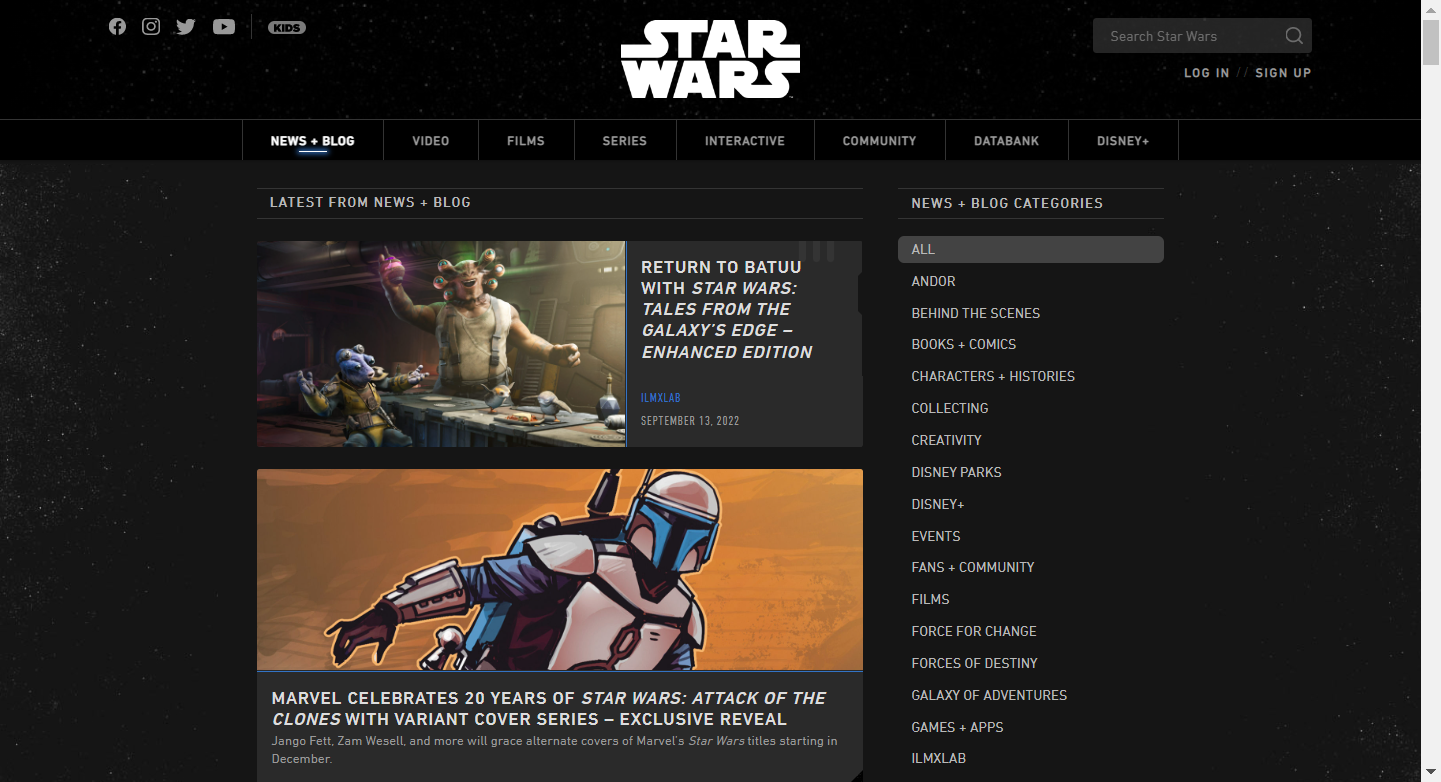 KIDS
STAR
WARS
Search Star Wars
LOG IN // SIGN UP
NEWS + BLOG
VIDEO
FILMS
SERIES
INTERACTIVE
COMMUNITY
DATABANK
DISNEY+
LATEST FROM NEWS + BLOG
RETURN TO BATUU
WITH STAR WARS:
TALES FROM THE
GALAXY'S EDGE –
ENHANCED EDITION
ILMXLAB
SEPTEMBER 13, 2022
MARVEL CELEBRATES 20 YEARS OF STAR WARS: ATTACK OF THE
CLONES WITH VARIANT COVER SERIES – EXCLUSIVE REVEAL
Jango Fett, Zam Wesell, and more will grace alternate covers of Marvel's Star Wars titles starting in
December.
NEWS + BLOG CATEGORIES
ALL
ANDOR
BEHIND THE SCENES
BOOKS + COMICS
CHARACTERS + HISTORIES
COLLECTING
CREATIVITY
DISNEY PARKS
DISNEY+
EVENTS
FANS + COMMUNITY
FILMS
FORCE FOR CHANGE
FORCES OF DESTINY
GALAXY OF ADVENTURES
GAMES + APPS
ILMXLAB